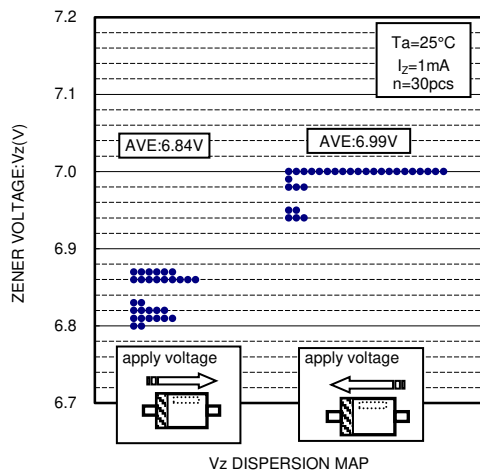 7.2
Ta=25°C
IZ=1mA
n=30pcs
7.1
AVE:6.84V
AVE:6.99V
7.0
ZENER VOLTAGE:Vz(V)
6.9
6.8
apply voltage
apply voltage
6.7
Vz DISPERSION MAP